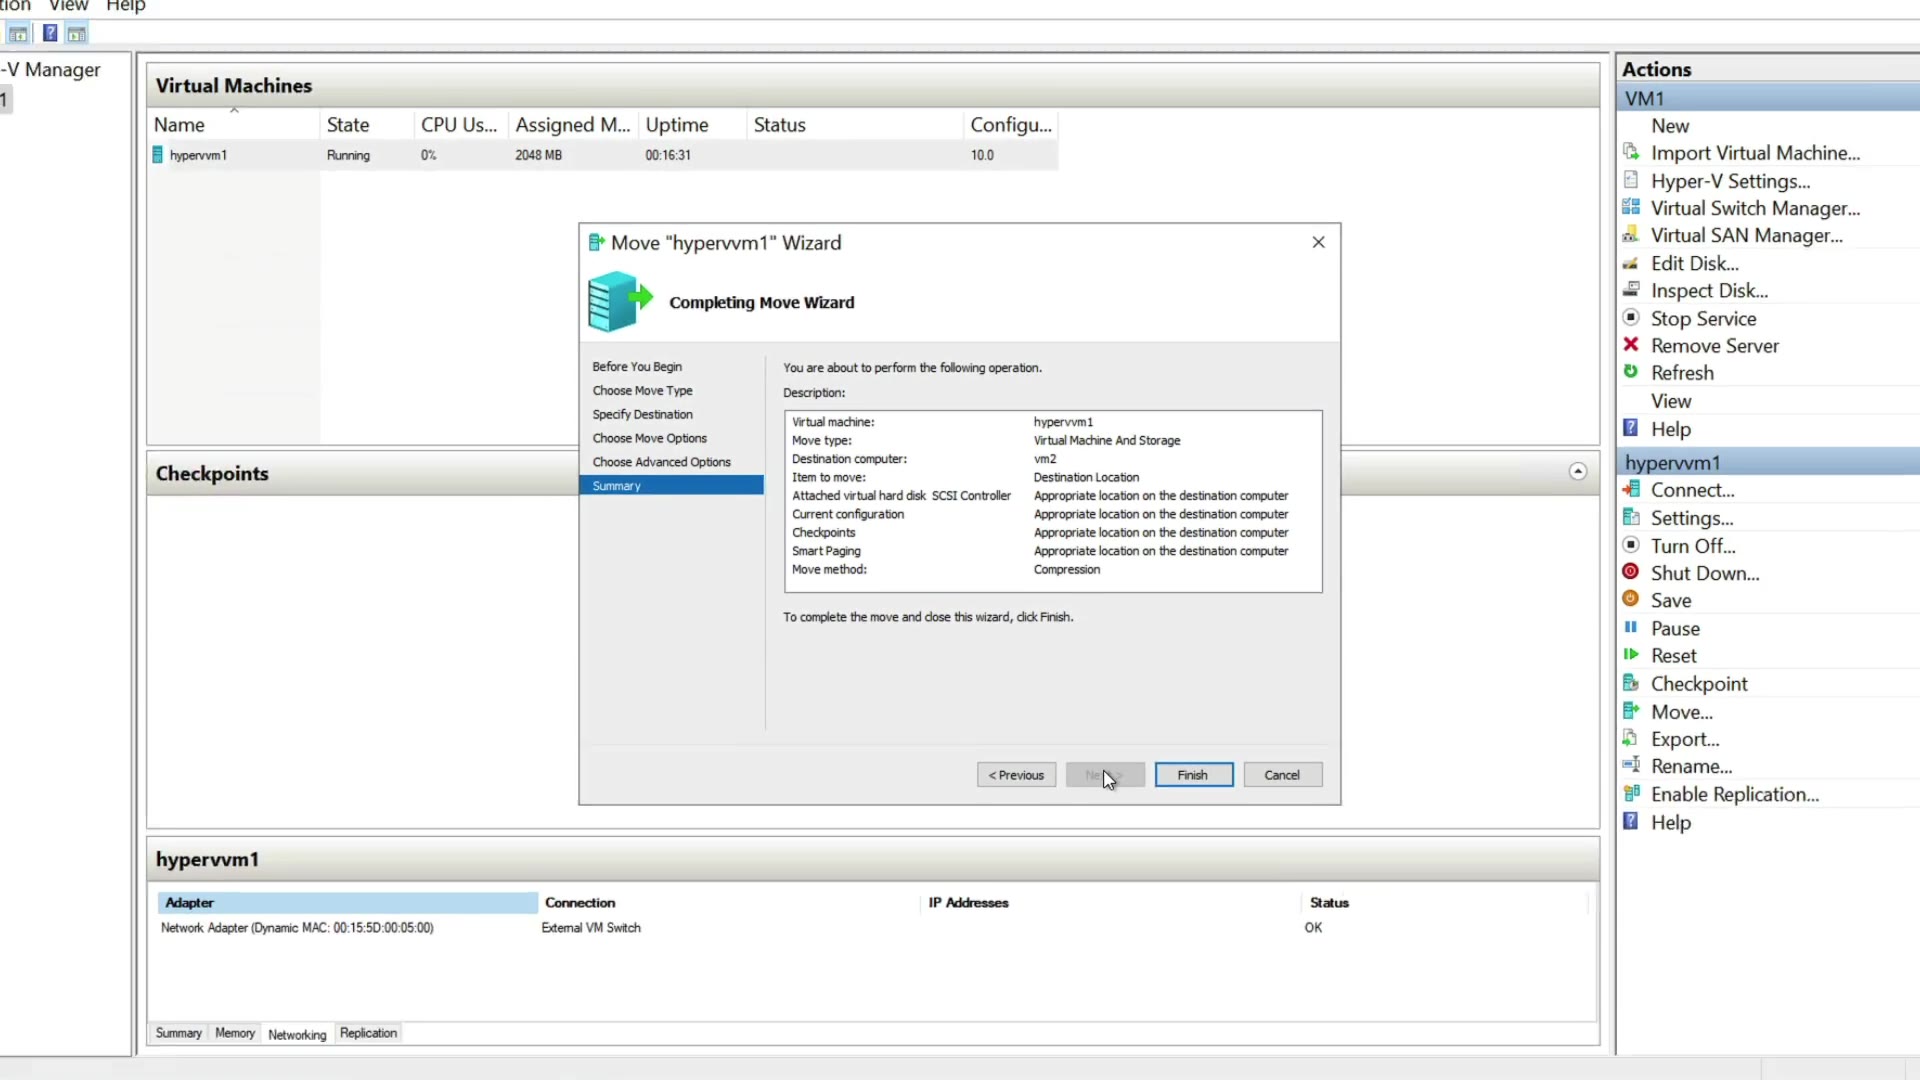 tion View Help
-V Manager
1
Virtual Machines
Name State CPU Us... Assigned M... Uptime Status Configu...
hypervvm1 Running 0% 2048 MB 00:16:31 10.0
Move "hypervvm1" Wizard
Completing Move Wizard
Before You Begin
Choose Move Type
Specify Destination
Choose Move Options
Choose Advanced Options
Summary
You are about to perform the following operation.
Description:
Virtual machine: hypervvm1
Move type: Virtual Machine And Storage
Destination computer: vm2
Item to move: Destination Location
Attached virtual hard disk SCSI Controller Appropriate location on the destination computer
Current configuration Appropriate location on the destination computer
Checkpoints Appropriate location on the destination computer
Smart Paging Appropriate location on the destination computer
Move method: Compression
To complete the move and close this wizard, click Finish.
< Previous Finish Cancel
Checkpoints
hypervvm1
Adapter Connection IP Addresses Status
Network Adapter (Dynamic MAC: 00:15:5D:00:05:00) External VM Switch OK
Summary Memory Networking Replication
Actions
VM1
New
Import Virtual Machine...
Hyper-V Settings...
Virtual Switch Manager...
Virtual SAN Manager...
Edit Disk...
Inspect Disk...
Stop Service
Remove Server
Refresh
View
Help
hypervvm1
Connect...
Settings...
Turn Off...
Shut Down...
Save
Pause
Reset
Checkpoint
Move...
Export...
Rename...
Enable Replication...
Help